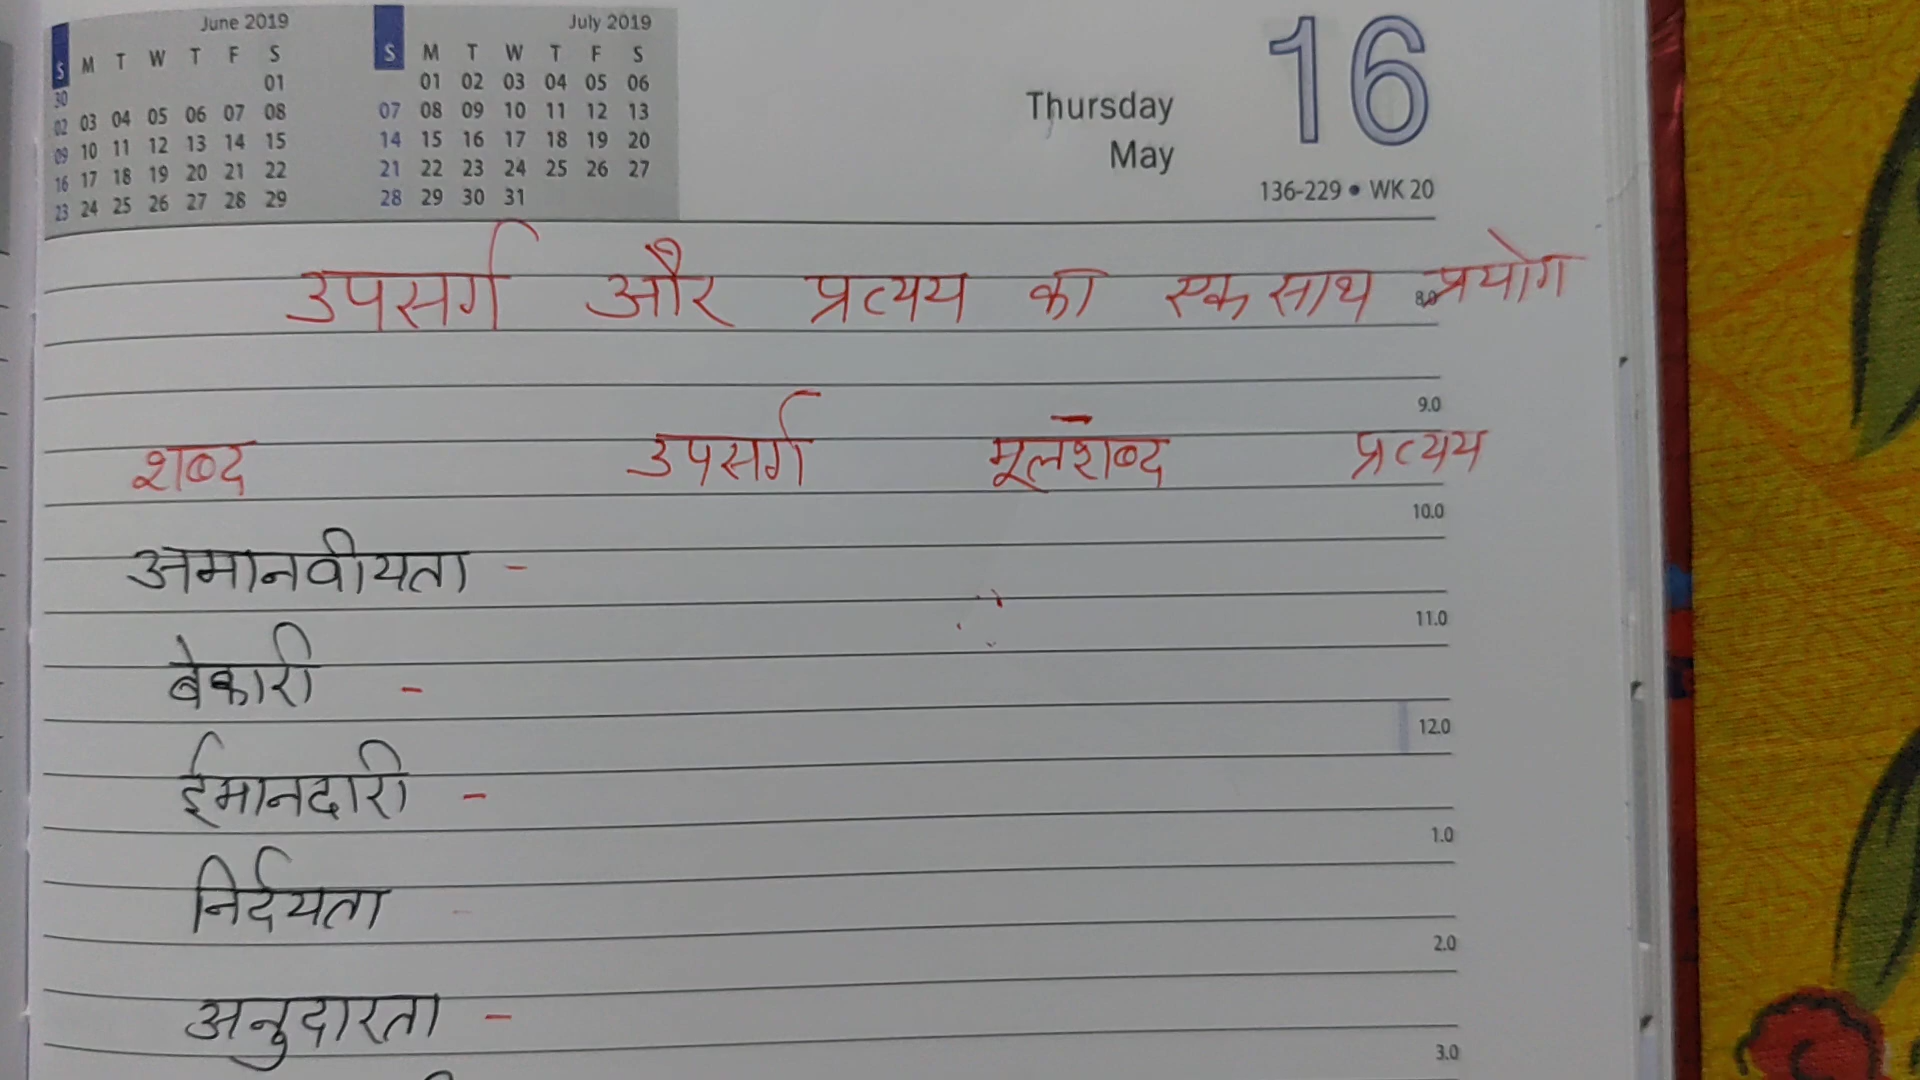 June 2019 July 2019
S M T W T F S S M T W T F S
30 01 01 02 03 04 05 06
02 03 04 05 06 07 08 07 08 09 10 11 12 13
09 10 11 12 13 14 15 14 15 16 17 18 19 20
16 17 18 19 20 21 22 21 22 23 24 25 26 27
23 24 25 26 27 28 29 28 29 30 31
Thursday 16
May
136-229 • WK 20
उपसर्ग और प्रत्यय का एक साथ प्रयोग
8.0
9.0
शब्द उपसर्ग मूलशब्द प्रत्यय
10.0
अमानवीयता -
11.0
बेकारी -
12.0
ईमानदारी -
1.0
निर्दयता -
2.0
अनुदारता -
3.0